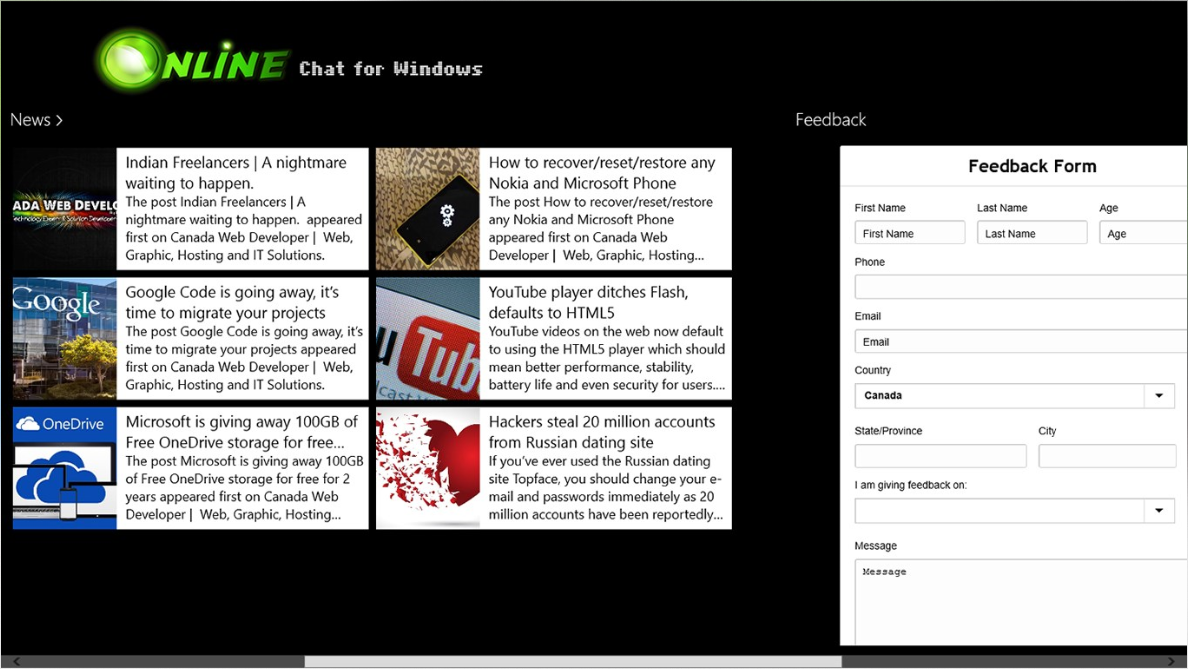 ONLINE Chat for Windows
News >
Feedback
ADA WEB DEVELO
Indian Freelancers | A nightmare
waiting to happen.
The post Indian Freelancers | A
nightmare waiting to happen.  appeared
first on Canada Web Developer |  Web,
Graphic, Hosting and IT Solutions.
How to recover/reset/restore any
Nokia and Microsoft Phone
The post How to recover/reset/restore
any Nokia and Microsoft Phone
appeared first on Canada Web
Developer |  Web, Graphic, Hosting...
Google
Google Code is going away, it's
time to migrate your projects
The post Google Code is going away, it's
time to migrate your projects appeared
first on Canada Web Developer |  Web,
Graphic, Hosting and IT Solutions.
u Tub
YouTube player ditches Flash,
defaults to HTML5
YouTube videos on the web now default
to using the HTML5 player which should
mean better performance, stability,
battery life and even security for users....
OneDrive
Microsoft is giving away 100GB of
Free OneDrive storage for free...
The post Microsoft is giving away 100GB
of Free OneDrive storage for free for 2
years appeared first on Canada Web
Developer |  Web, Graphic, Hosting...
Hackers steal 20 million accounts
from Russian dating site
If you've ever used the Russian dating
site Topface, you should change your e-
mail and passwords immediately as 20
million accounts have been reportedly...
Feedback Form
First Name Last Name Age
First Name Last Name Age
Phone
Email
Email
Country
Canada
State/Province City
I am giving feedback on:
Message
Message